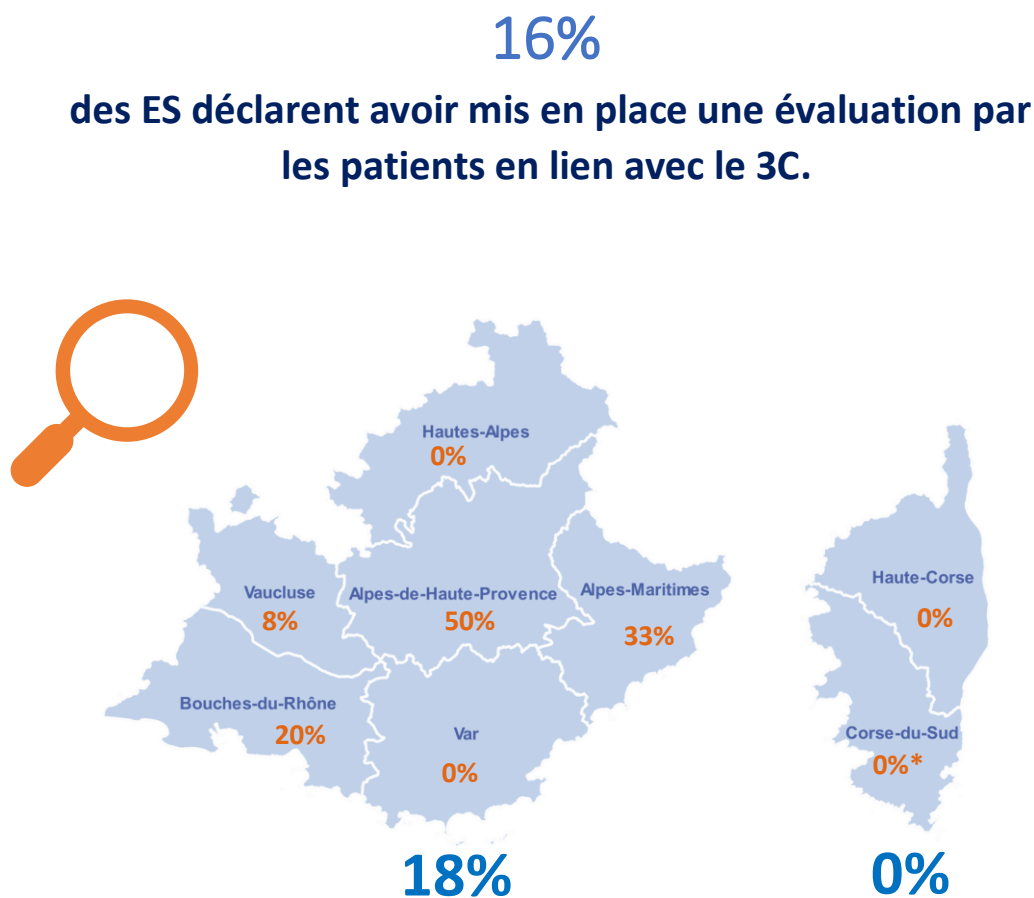 16%
des ES déclarent avoir mis en place une évaluation par
les patients en lien avec le 3C.
Hautes-Alpes
0%
Vaucluse
8%
Alpes-de-Haute-Provence
50%
Alpes-Maritimes
33%
Bouches-du-Rhône
20%
Var
0%
Haute-Corse
0%
Corse-du-Sud
0%*
18%
0%